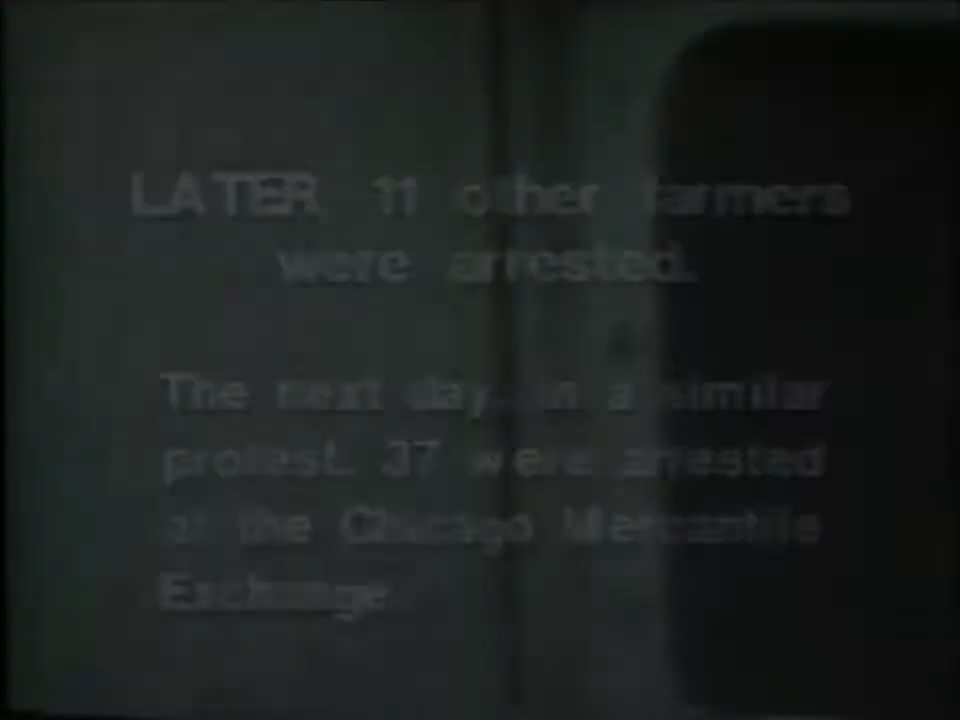 LATER, 11 other farmers
were arrested.
The next day, in a similar
protest, 37 were arrested
at the Chicago Mercantile
Exchange.